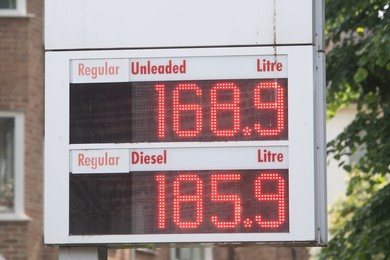 Regular Unleaded Litre
168.9
Regular Diesel Litre
185.9